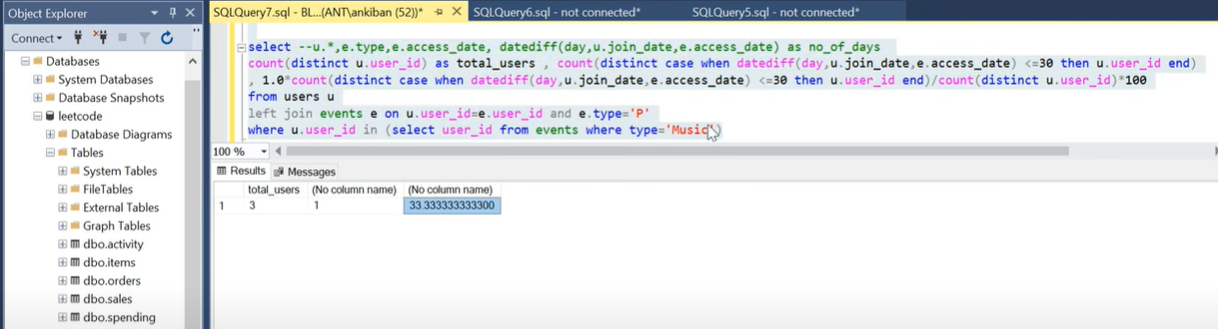 Object Explorer
SQLQuery7.sql - BL...(ANT\ankiban (52))*
SQLQuery6.sql - not connected*
SQLQuery5.sql - not connected*
Connect
Databases
System Databases
Database Snapshots
leetcode
Database Diagrams
Tables
System Tables
FileTables
External Tables
Graph Tables
dbo.activity
dbo.items
dbo.orders
dbo.sales
dbo.spending
select --u.*,e.type,e.access_date, datediff(day,u.join_date,e.access_date) as no_of_days
count(distinct u.user_id) as total_users , count(distinct case when datediff(day,u.join_date,e.access_date) <=30 then u.user_id end)
, 1.0*count(distinct case when datediff(day,u.join_date,e.access_date) <=30 then u.user_id end)/count(distinct u.user_id)*100
from users u
left join events e on u.user_id=e.user_id and e.type='P'
where u.user_id in (select user_id from events where type='Music')
100 %
Results Messages
total_users (No column name) (No column name)
1 3 1 33.333333333300